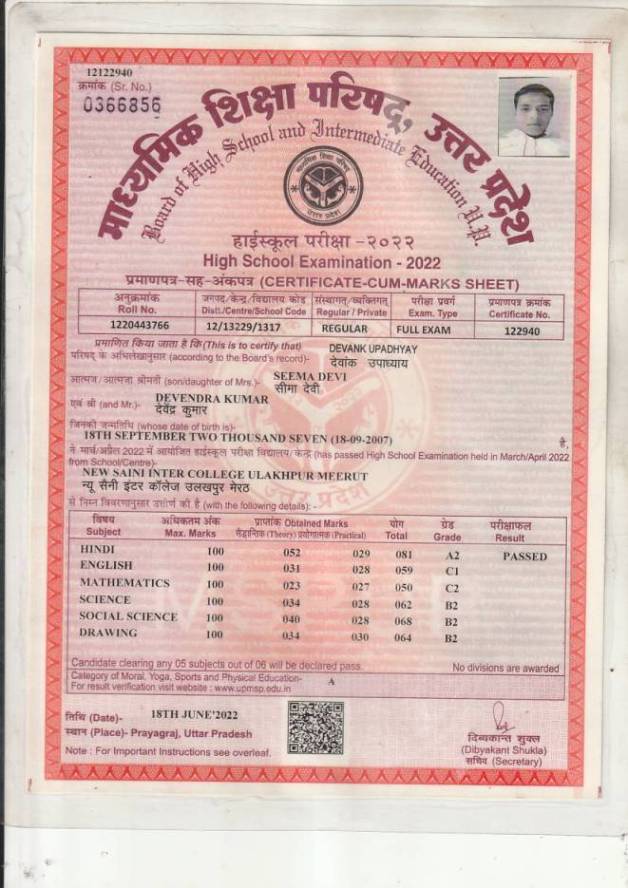 12122940
क्रमांक (Sr. No.)
0366856
माध्यमिक शिक्षा परिषद, उत्तर प्रदेश
Board of High School and Intermediate Education U.P.
माध्यमिक शिक्षा परिषद
उत्तर प्रदेश
हाईस्कूल परीक्षा -२०२२
High School Examination - 2022
प्रमाणपत्र-सह-अंकपत्र (CERTIFICATE-CUM-MARKS SHEET)
अनुक्रमांक जनपद/केन्द्र/विद्यालय कोड संस्थागत/व्यक्तिगत परीक्षा प्रवर्ग प्रमाणपत्र क्रमांक
Roll No. Distt./Centre/School Code Regular / Private Exam. Type Certificate No.
1220443766 12/13229/1317 REGULAR FULL EXAM 122940
प्रमाणित किया जाता है कि (This is to certify that) DEVANK UPADHYAY
परिषद के अभिलेखानुसार (according to the Board's record)- देवांक उपाध्याय
आत्मज/आत्मजा श्रीमती (son/daughter of Mrs.)- SEEMA DEVI
सीमा देवी
एवं श्री (and Mr.)- DEVENDRA KUMAR
देवेंद्र कुमार
जिनकी जन्मतिथि (whose date of birth is)-
18TH SEPTEMBER TWO THOUSAND SEVEN (18-09-2007) है,
ने मार्च/अप्रैल 2022 में आयोजित हाईस्कूल परीक्षा विद्यालय/केन्द्र (has passed High School Examination held in March/April 2022
from School/Centre)-
NEW SAINI INTER COLLEGE ULAKHPUR MEERUT
न्यू सैनी इंटर कॉलेज उलखपुर मेरठ
से निम्न विवरणानुसार उत्तीर्ण की है (with the following details): -
विषय अधिकतम अंक प्राप्तांक Obtained Marks योग ग्रेड परीक्षाफल
Subject Max. Marks सैद्धान्तिक (Theory) प्रयोगात्मक (Practical) Total Grade Result
HINDI 100 052 029 081 A2 PASSED
ENGLISH 100 031 028 059 C1
MATHEMATICS 100 023 027 050 C2
SCIENCE 100 034 028 062 B2
SOCIAL SCIENCE 100 040 028 068 B2
DRAWING 100 034 030 064 B2
Candidate clearing any 05 subjects out of 06 will be declared pass. No divisions are awarded
Category of Moral, Yoga, Sports and Physical Education- A
For result verification visit website : www.upmsp.edu.in
तिथि (Date)- 18TH JUNE'2022
स्थान (Place)- Prayagraj, Uttar Pradesh
Note : For Important Instructions see overleaf.
दिब्यकान्त शुक्ल
(Dibyakant Shukla)
सचिव (Secretary)